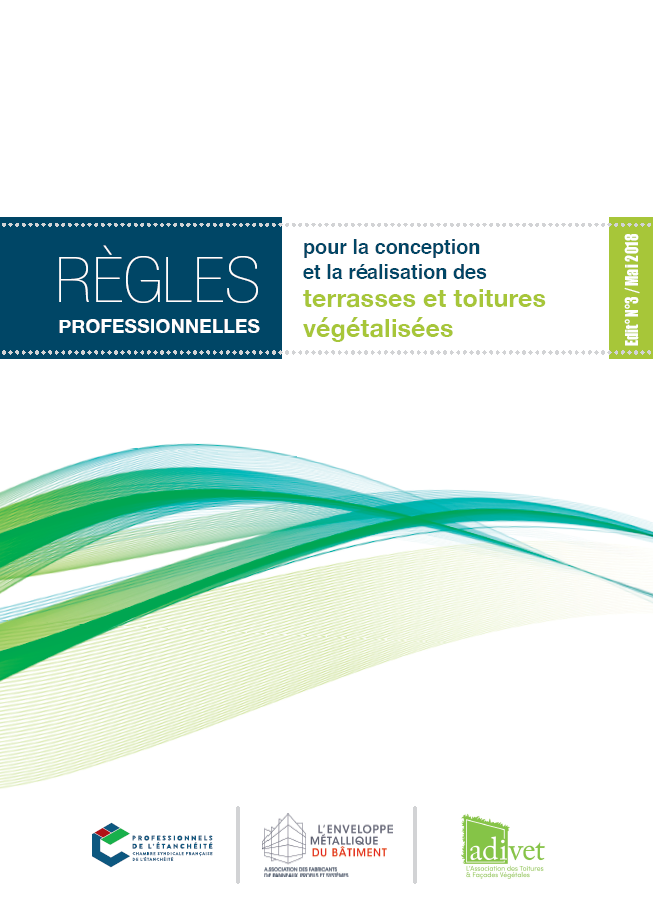 RÈGLES
PROFESSIONNELLES
pour la conception
et la réalisation des
terrasses et toitures
végétalisées
Edit° N°3 / Mai 2018
PROFESSIONNELS
DE L'ÉTANCHÉITÉ
CHAMBRE SYNDICALE FRANÇAISE
DE L'ÉTANCHÉITÉ
L'ENVELOPPE
MÉTALLIQUE
DU BÂTIMENT
ASSOCIATION DES FABRICANTS
DE PANNEAUX, PROFILS ET SYSTÈMES
adivet
L'Association des Toitures
& Façades Végétales